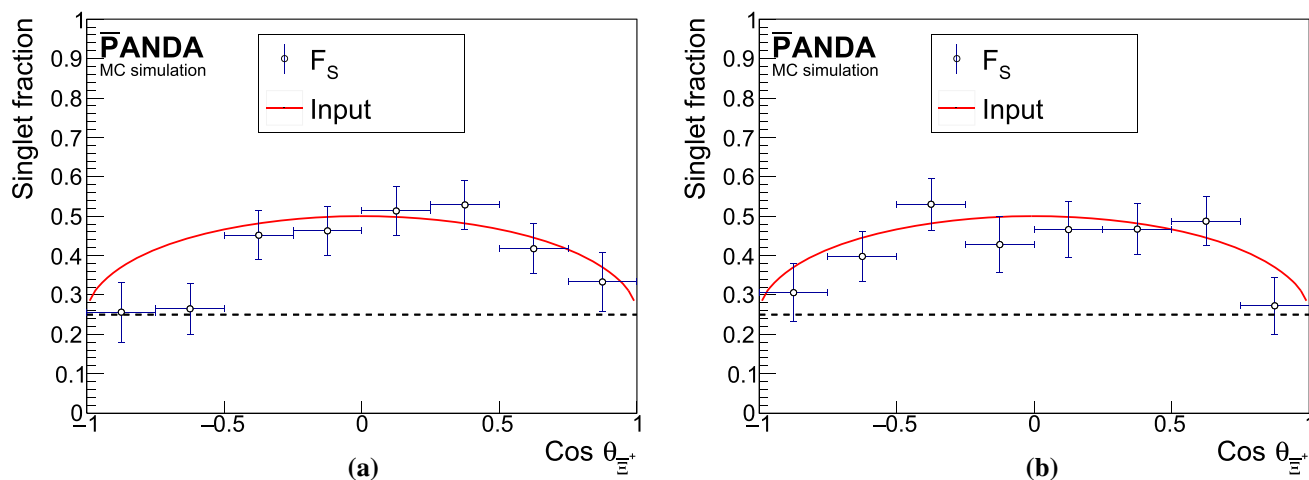 P̅ANDA
MC simulation
F_S
Input
Singlet fraction
1
0.9
0.8
0.7
0.6
0.5
0.4
0.3
0.2
0.1
0
−1
−0.5
0
0.5
1
Cos θ_Ξ̅⁺
(a)
P̅ANDA
MC simulation
F_S
Input
Singlet fraction
1
0.9
0.8
0.7
0.6
0.5
0.4
0.3
0.2
0.1
0
−1
−0.5
0
0.5
1
Cos θ_Ξ̅⁺
(b)